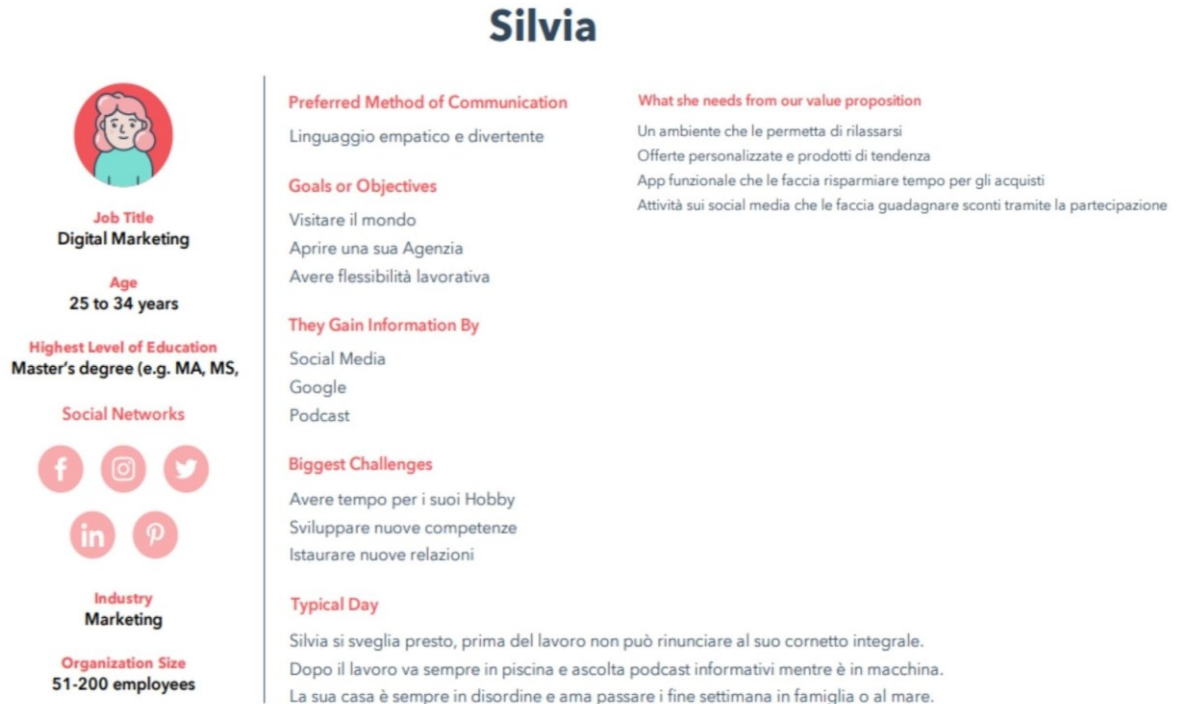 Silvia
Job Title
Digital Marketing
Age
25 to 34 years
Highest Level of Education
Master's degree (e.g. MA, MS,
Social Networks
Industry
Marketing
Organization Size
51-200 employees
Preferred Method of Communication
Linguaggio empatico e divertente
Goals or Objectives
Visitare il mondo
Aprire una sua Agenzia
Avere flessibilità lavorativa
They Gain Information By
Social Media
Google
Podcast
Biggest Challenges
Avere tempo per i suoi Hobby
Sviluppare nuove competenze
Istaurare nuove relazioni
Typical Day
Silvia si sveglia presto, prima del lavoro non può rinunciare al suo cornetto integrale.
Dopo il lavoro va sempre in piscina e ascolta podcast informativi mentre è in macchina.
La sua casa è sempre in disordine e ama passare i fine settimana in famiglia o al mare.
What she needs from our value proposition
Un ambiente che le permetta di rilassarsi
Offerte personalizzate e prodotti di tendenza
App funzionale che le faccia risparmiare tempo per gli acquisti
Attività sui social media che le faccia guadagnare sconti tramite la partecipazione